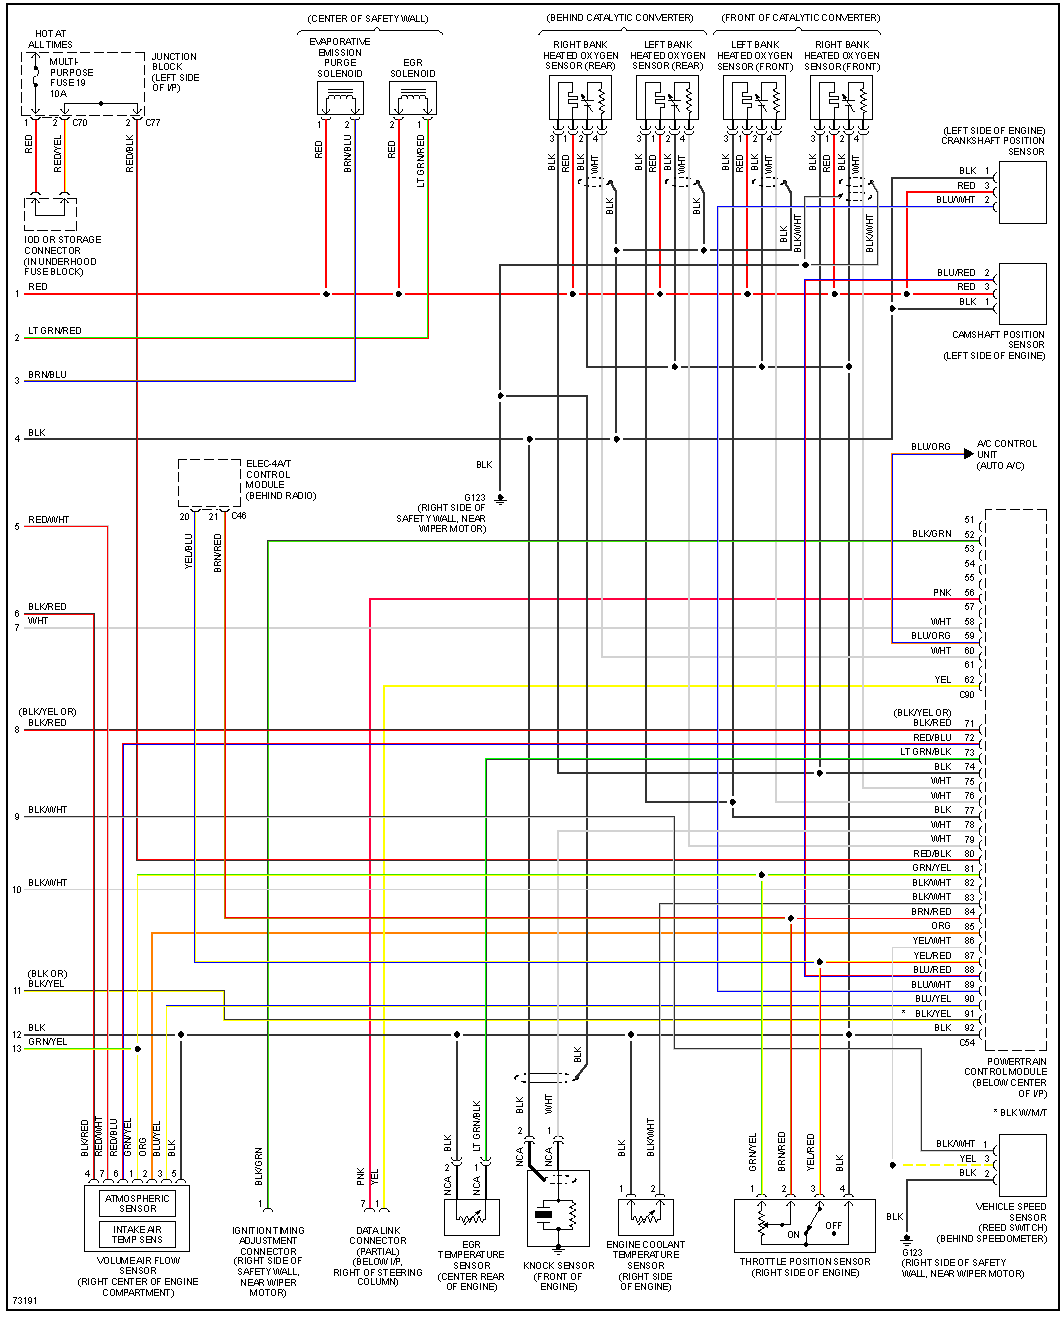 (CENTER OF SAFETY WALL)
(BEHIND CATALYTIC CONVERTER)
(FRONT OF CATALYTIC CONVERTER)
HOT AT
ALL TIMES
MULTI-
PURPOSE
FUSE 19
10A
JUNCTION
BLOCK
(LEFT SIDE
OF I/P)
EVAPORATIVE
EMISSION
PURGE
SOLENOID
EGR
SOLENOID
RIGHT BANK
HEATED OXYGEN
SENSOR (REAR)
LEFT BANK
HEATED OXYGEN
SENSOR (REAR)
LEFT BANK
HEATED OXYGEN
SENSOR (FRONT)
RIGHT BANK
HEATED OXYGEN
SENSOR (FRONT)
1 2 C70 2 C77
1 2 2 1
3 1 2 4
3 1 2 4
3 1 2 4
3 1 2 4
RED
RED/YEL
RED/BLK
RED
BRN/BLU
RED
LT GRN/RED
BLK
RED
BLK
WHT
BLK
RED
BLK
WHT
BLK
RED
BLK
WHT
BLK
RED
BLK
WHT
BLK
BLK
BLK
BLK/WHT
BLK/WHT
(LEFT SIDE OF ENGINE)
CRANKSHAFT POSITION
SENSOR
BLK 1
RED 3
BLU/WHT 2
IOD OR STORAGE
CONNECTOR
(IN UNDERHOOD
FUSE BLOCK)
BLU/RED 2
RED 3
BLK 1
CAMSHAFT POSITION
SENSOR
(LEFT SIDE OF ENGINE)
1 RED
2 LT GRN/RED
3 BRN/BLU
4 BLK
BLK
G123
(RIGHT SIDE OF
SAFETY WALL, NEAR
WIPER MOTOR)
BLU/ORG
A/C CONTROL
UNIT
(AUTO A/C)
ELEC-4A/T
CONTROL
MODULE
(BEHIND RADIO)
20 21 C46
YEL/BLU
BRN/RED
5 RED/WHT
6 BLK/RED
7 WHT
(BLK/YEL OR)
8 BLK/RED
9 BLK/WHT
10 BLK/WHT
(BLK OR)
11 BLK/YEL
12 BLK
13 GRN/YEL
51
BLK/GRN 52
53
54
55
PNK 56
57
WHT 58
BLU/ORG 59
WHT 60
61
YEL 62
C90
(BLK/YEL OR)
BLK/RED 71
RED/BLU 72
LT GRN/BLK 73
BLK 74
WHT 75
WHT 76
BLK 77
WHT 78
WHT 79
RED/BLK 80
GRN/YEL 81
BLK/WHT 82
BLK/WHT 83
BRN/RED 84
ORG 85
YEL/WHT 86
YEL/RED 87
BLU/RED 88
BLU/WHT 89
BLU/YEL 90
* BLK/YEL 91
BLK 92
C54
POWERTRAIN
CONTROL MODULE
(BELOW CENTER
OF I/P)
* BLK W/M/T
BLK/RED
RED/WHT
RED/BLU
GRN/YEL
ORG
BLU/YEL
BLK
4 7 6 1 2 3 5
ATMOSPHERIC
SENSOR
INTAKE AIR
TEMP SENS
VOLUME AIR FLOW
SENSOR
(RIGHT CENTER OF ENGINE
COMPARTMENT)
BLK/GRN
1
IGNITION TIMING
ADJUSTMENT
CONNECTOR
(RIGHT SIDE OF
SAFETY WALL,
NEAR WIPER
MOTOR)
PNK
YEL
7 1
DATA LINK
CONNECTOR
(PARTIAL)
(BELOW I/P,
RIGHT OF STEERING
COLUMN)
BLK
LT GRN/BLK
2 1
NCA
NCA
EGR
TEMPERATURE
SENSOR
(CENTER REAR
OF ENGINE)
BLK
BLK
WHT
2 1
NCA
NCA
KNOCK SENSOR
(FRONT OF
ENGINE)
BLK
BLK/WHT
1 2
ENGINE COOLANT
TEMPERATURE
SENSOR
(RIGHT SIDE
OF ENGINE)
GRN/YEL
BRN/RED
YEL/RED
BLK
1 2 3 4
ON
OFF
THROTTLE POSITION SENSOR
(RIGHT SIDE OF ENGINE)
BLK/WHT 1
YEL 3
BLK 2
VEHICLE SPEED
SENSOR
(REED SWITCH)
(BEHIND SPEEDOMETER)
BLK
G123
(RIGHT SIDE OF SAFETY
WALL, NEAR WIPER MOTOR)
73191